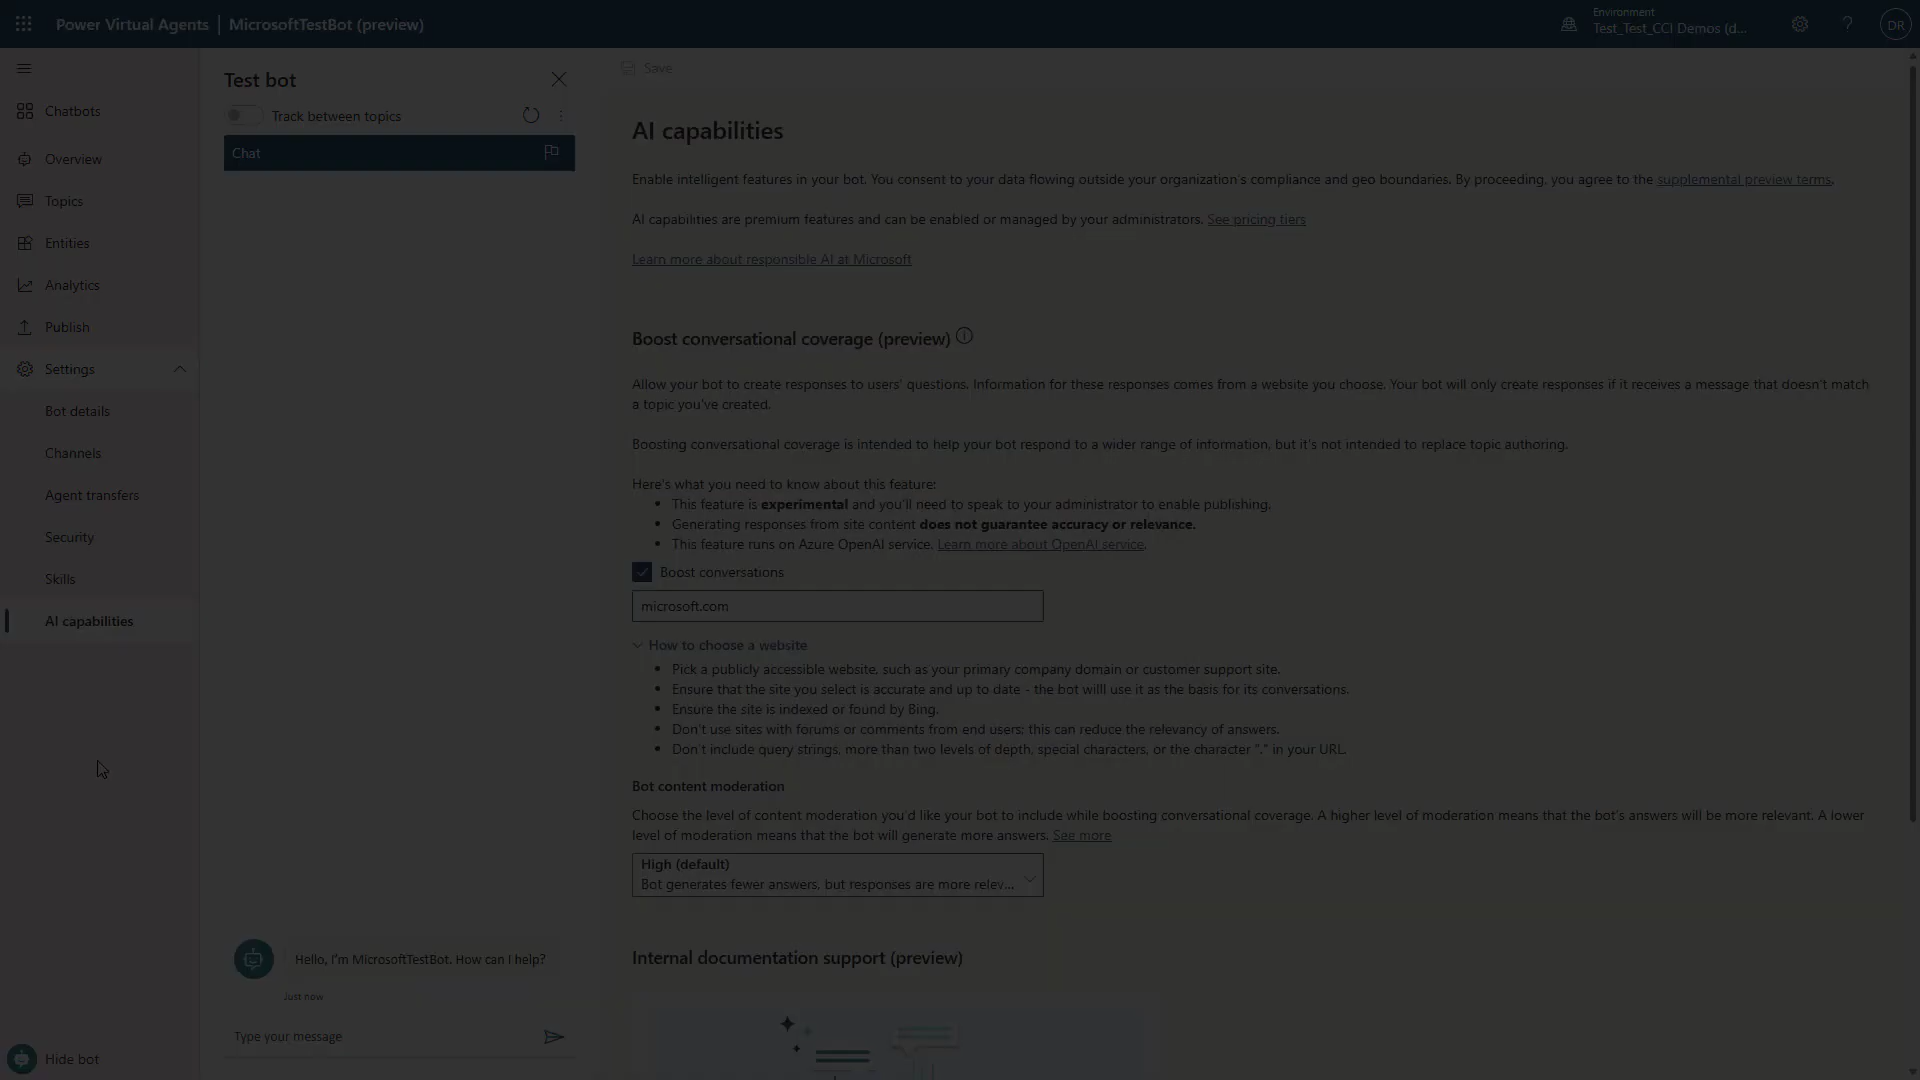 Power Virtual Agents | MicrosoftTestBot (preview)
Environment
Test_Test_CCI Demos (d...
?
DR
Chatbots
Overview
Topics
Entities
Analytics
Publish
Settings
Bot details
Channels
Agent transfers
Security
Skills
AI capabilities
Hide bot
Test bot
Track between topics
Chat
Hello, I'm MicrosoftTestBot. How can I help?
Just now
Type your message
Save
AI capabilities
Enable intelligent features in your bot. You consent to your data flowing outside your organization's compliance and geo boundaries. By proceeding, you agree to the supplemental preview terms.
AI capabilities are premium features and can be enabled or managed by your administrators. See pricing tiers
Learn more about responsible AI at Microsoft
Boost conversational coverage (preview)
Allow your bot to create responses to users' questions. Information for these responses comes from a website you choose. Your bot will only create responses if it receives a message that doesn't match
a topic you've created.
Boosting conversational coverage is intended to help your bot respond to a wider range of information, but it's not intended to replace topic authoring.
Here's what you need to know about this feature:
• This feature is experimental and you'll need to speak to your administrator to enable publishing.
• Generating responses from site content does not guarantee accuracy or relevance.
• This feature runs on Azure OpenAI service. Learn more about OpenAI service.
Boost conversations
microsoft.com
How to choose a website
• Pick a publicly accessible website, such as your primary company domain or customer support site.
• Ensure that the site you select is accurate and up to date - the bot willl use it as the basis for its conversations.
• Ensure the site is indexed or found by Bing.
• Don't use sites with forums or comments from end users; this can reduce the relevancy of answers.
• Don't include query strings, more than two levels of depth, special characters, or the character "." in your URL.
Bot content moderation
Choose the level of content moderation you'd like your bot to include while boosting conversational coverage. A higher level of moderation means that the bot's answers will be more relevant. A lower
level of moderation means that the bot will generate more answers. See more
High (default)
Bot generates fewer answers, but responses are more relev...
Internal documentation support (preview)